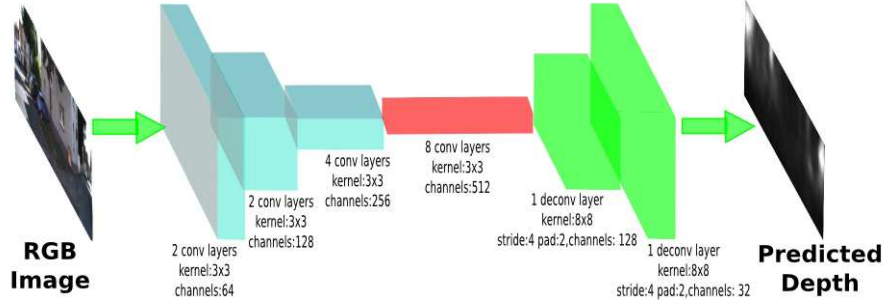 RGB
Image
2 conv layers
kernel:3x3
channels:64
2 conv layers
kernel:3x3
channels:128
4 conv layers
kernel:3x3
channels:256
8 conv layers
kernel:3x3
channels:512
1 deconv layer
kernel:8x8
stride:4 pad:2,channels: 128
1 deconv layer
kernel:8x8
stride:4 pad:2,channels: 32
Predicted
Depth